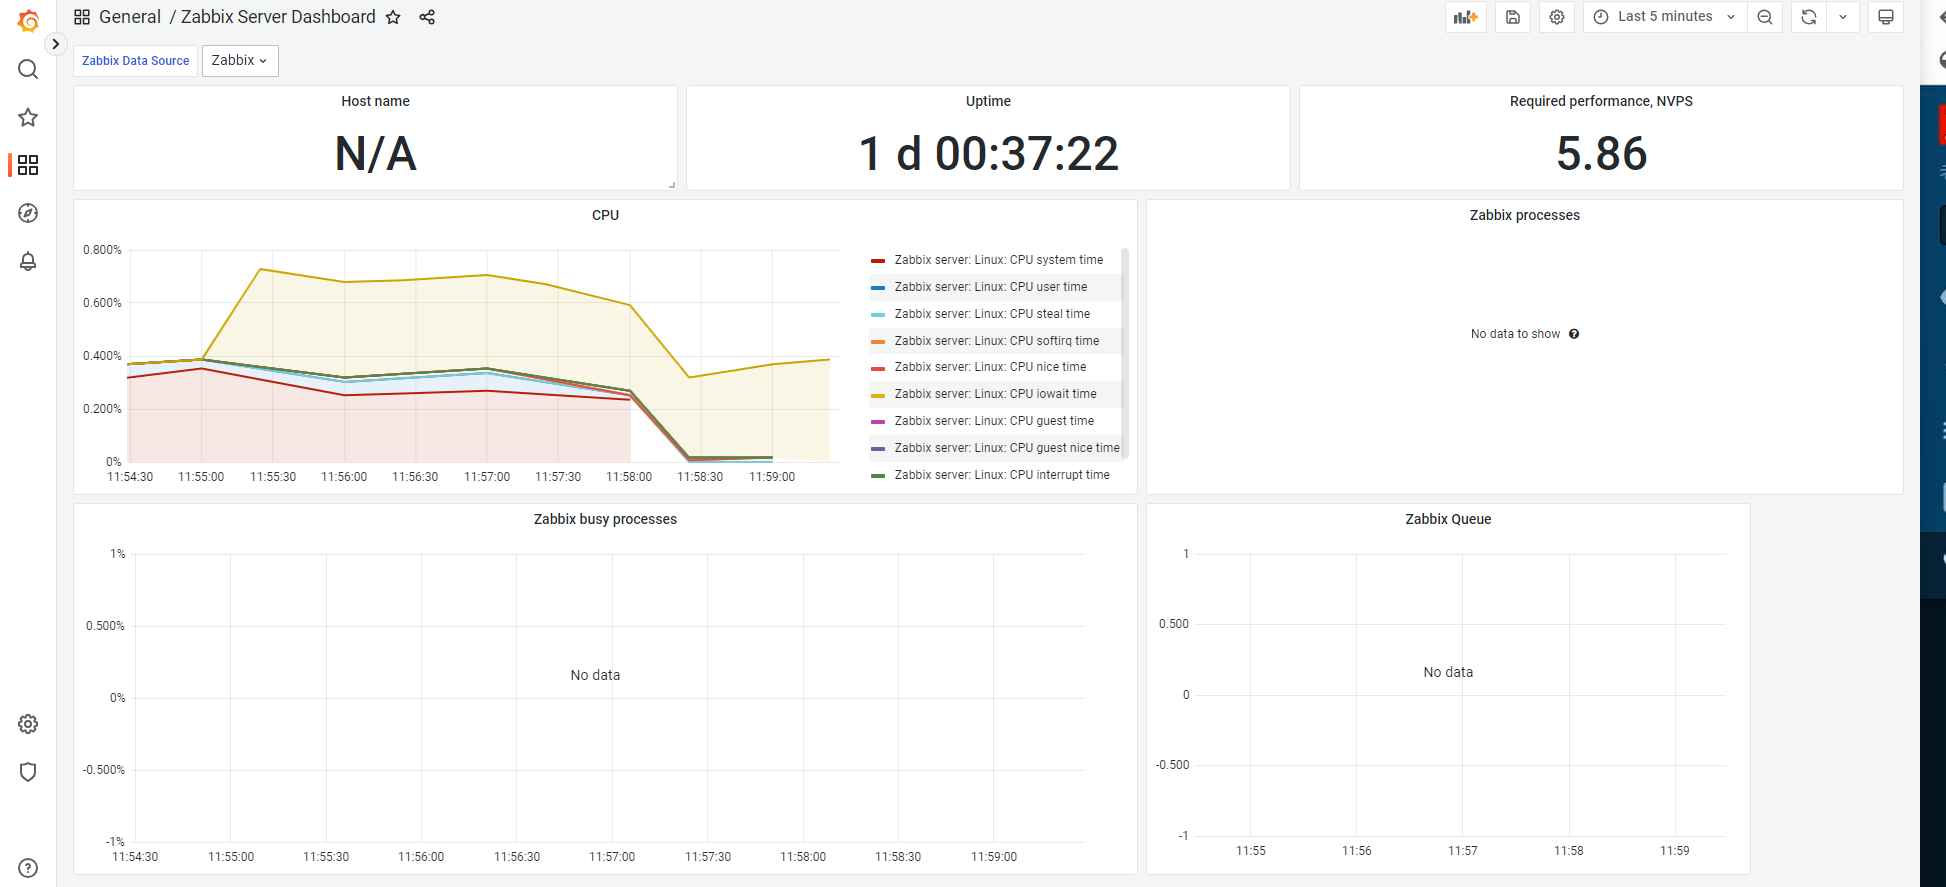 General / Zabbix Server Dashboard
Last 5 minutes
Zabbix Data Source
Zabbix
Host name
N/A
Uptime
1 d 00:37:22
Required performance, NVPS
5.86
CPU
0.800%
0.600%
0.400%
0.200%
0%
11:54:30 11:55:00 11:55:30 11:56:00 11:56:30 11:57:00 11:57:30 11:58:00 11:58:30 11:59:00
Zabbix server: Linux: CPU system time
Zabbix server: Linux: CPU user time
Zabbix server: Linux: CPU steal time
Zabbix server: Linux: CPU softirq time
Zabbix server: Linux: CPU nice time
Zabbix server: Linux: CPU iowait time
Zabbix server: Linux: CPU guest time
Zabbix server: Linux: CPU guest nice time
Zabbix server: Linux: CPU interrupt time
Zabbix processes
No data to show
Zabbix busy processes
1%
0.500%
0%
-0.500%
-1%
No data
11:54:30 11:55:00 11:55:30 11:56:00 11:56:30 11:57:00 11:57:30 11:58:00 11:58:30 11:59:00
Zabbix Queue
1
0.500
0
-0.500
-1
No data
11:55 11:56 11:57 11:58 11:59